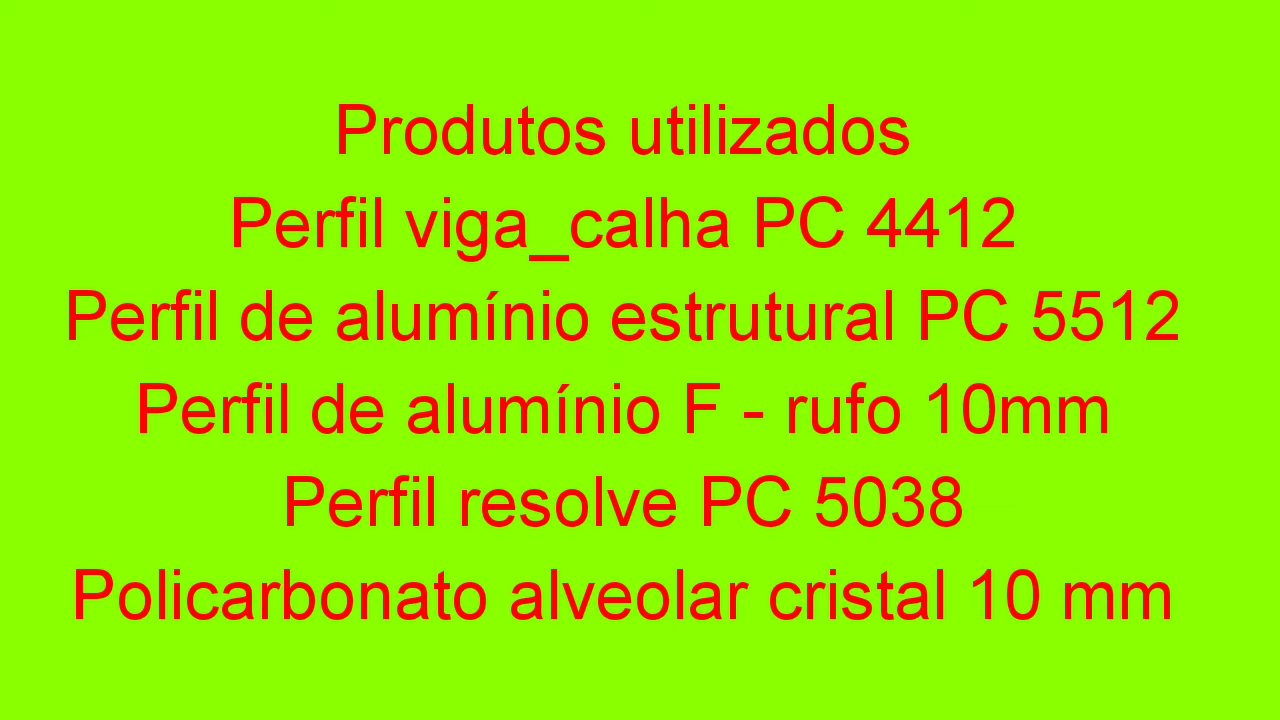 Produtos utilizados
Perfil viga_calha PC 4412
Perfil de alumínio estrutural PC 5512
Perfil de alumínio F - rufo 10mm
Perfil resolve PC 5038
Policarbonato alveolar cristal 10 mm